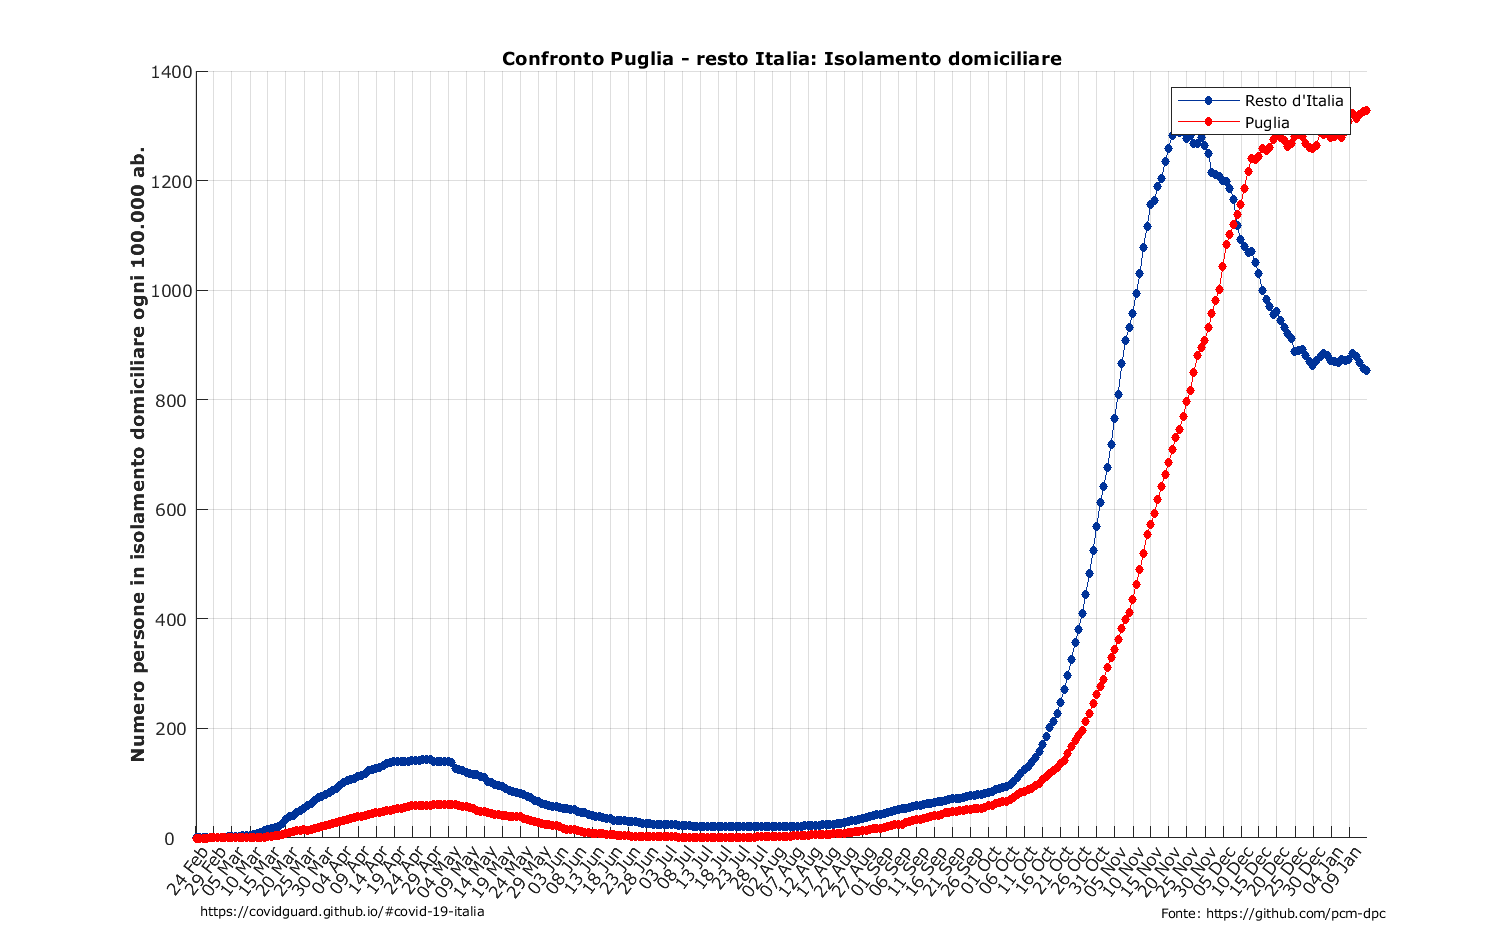 Confronto Puglia - resto Italia: Isolamento domiciliare
Numero persone in isolamento domiciliare ogni 100.000 ab.
1400
1200
1000
800
600
400
200
0
Resto d'Italia
Puglia
24 Feb
29 Feb
05 Mar
10 Mar
15 Mar
20 Mar
25 Mar
30 Mar
04 Apr
09 Apr
14 Apr
19 Apr
24 Apr
29 Apr
04 May
09 May
14 May
19 May
24 May
29 May
03 Jun
08 Jun
13 Jun
18 Jun
23 Jun
28 Jun
03 Jul
08 Jul
13 Jul
18 Jul
23 Jul
28 Jul
02 Aug
07 Aug
12 Aug
17 Aug
22 Aug
27 Aug
01 Sep
06 Sep
11 Sep
16 Sep
21 Sep
26 Sep
01 Oct
06 Oct
11 Oct
16 Oct
21 Oct
26 Oct
31 Oct
05 Nov
10 Nov
15 Nov
20 Nov
25 Nov
30 Nov
05 Dec
10 Dec
15 Dec
20 Dec
25 Dec
30 Dec
04 Jan
09 Jan
https://covidguard.github.io/#covid-19-italia
Fonte: https://github.com/pcm-dpc